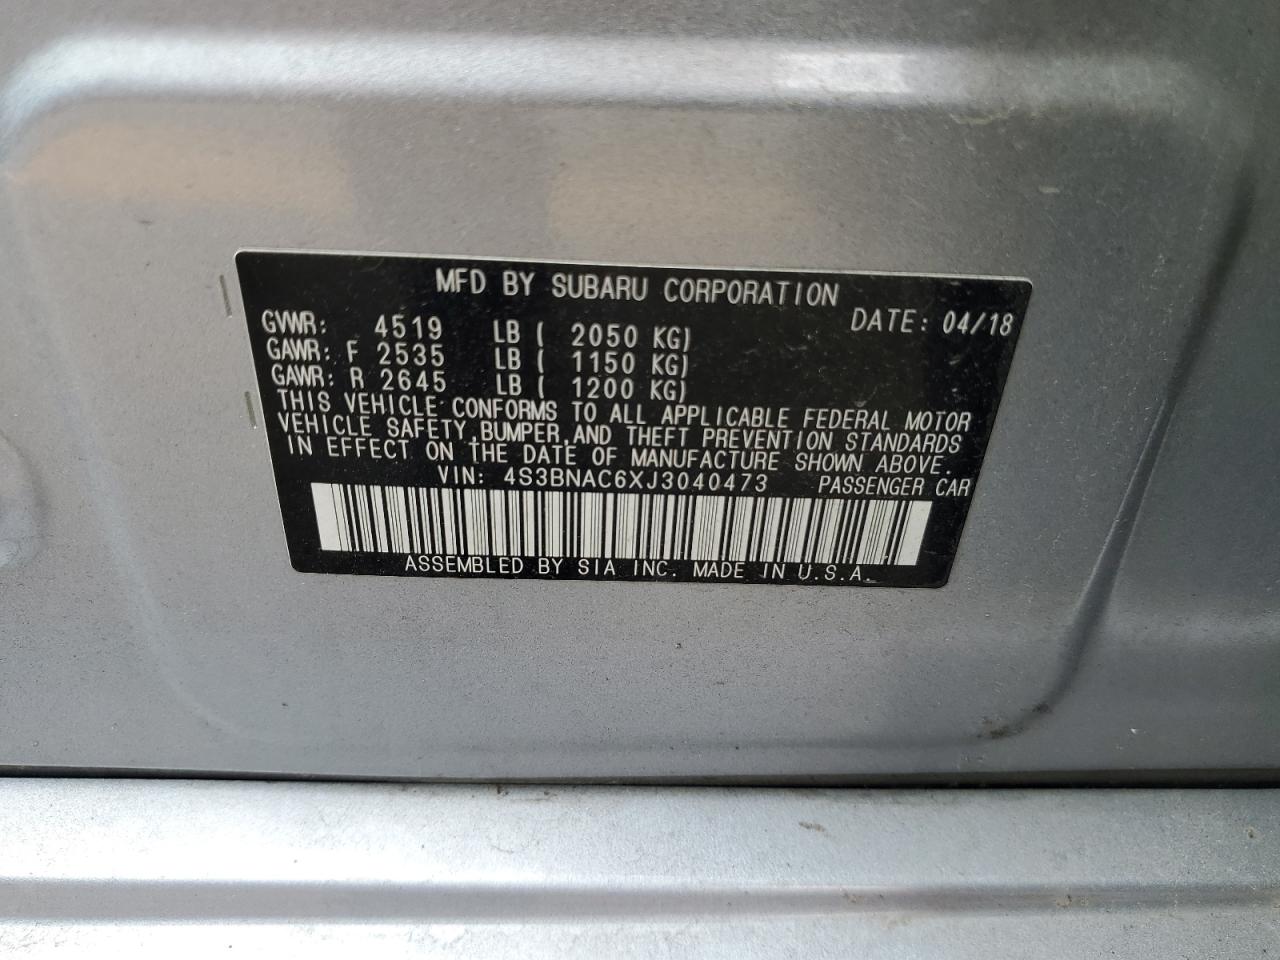 MFD BY SUBARU CORPORATION
GVWR: 4519 LB ( 2050 KG) DATE: 04/18
GAWR: F 2535 LB ( 1150 KG)
GAWR: R 2645 LB ( 1200 KG)
THIS VEHICLE CONFORMS TO ALL APPLICABLE FEDERAL MOTOR
VEHICLE SAFETY,BUMPER,AND THEFT PREVENTION STANDARDS
IN EFFECT ON THE DATE OF MANUFACTURE SHOWN ABOVE.
VIN: 4S3BNAC6XJ3040473 PASSENGER CAR
ASSEMBLED BY SIA INC. MADE IN U.S.A.